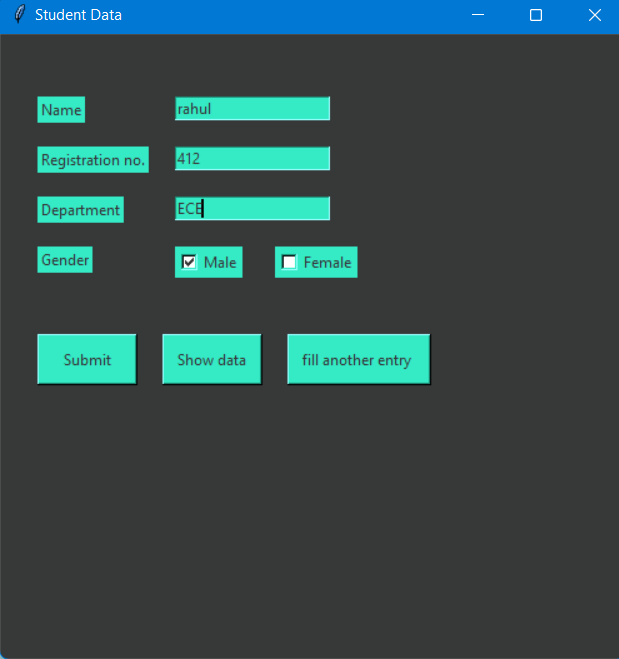 Student Data
Name rahul
Registration no. 412
Department ECE
Gender Male Female
Submit Show data fill another entry